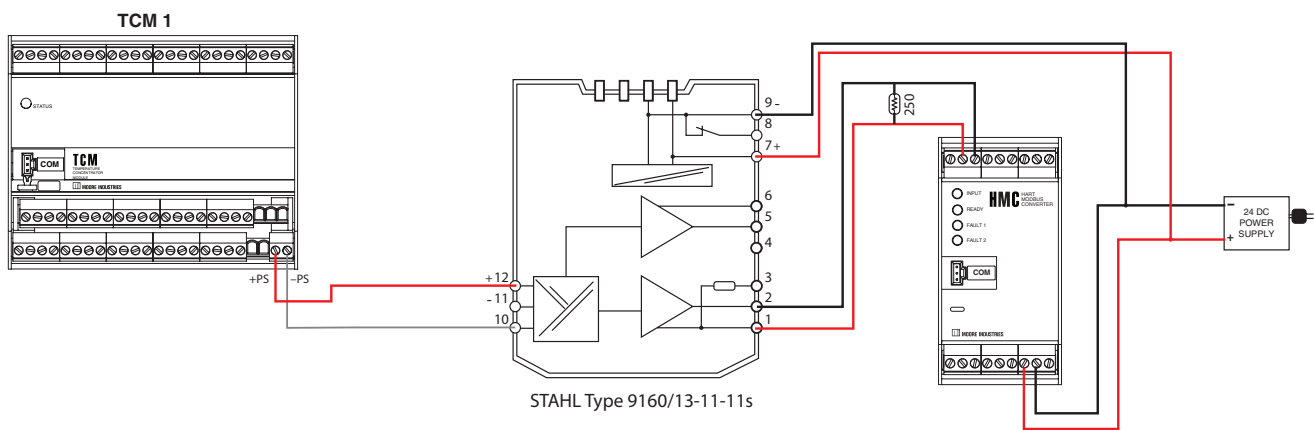 TCM 1
STATUS
COM
TCM
TEMPERATURE
CONCENTRATOR
MODULE
MOORE INDUSTRIES
+PS
–PS
+12
-11
10
9 -
8
7+
6
5
4
3
2
1
STAHL Type 9160/13-11-11s
250
INPUT
READY
FAULT 1
FAULT 2
HMC
HART
MODBUS
CONVERTER
COM
MOORE INDUSTRIES
–
+
24 DC
POWER
SUPPLY